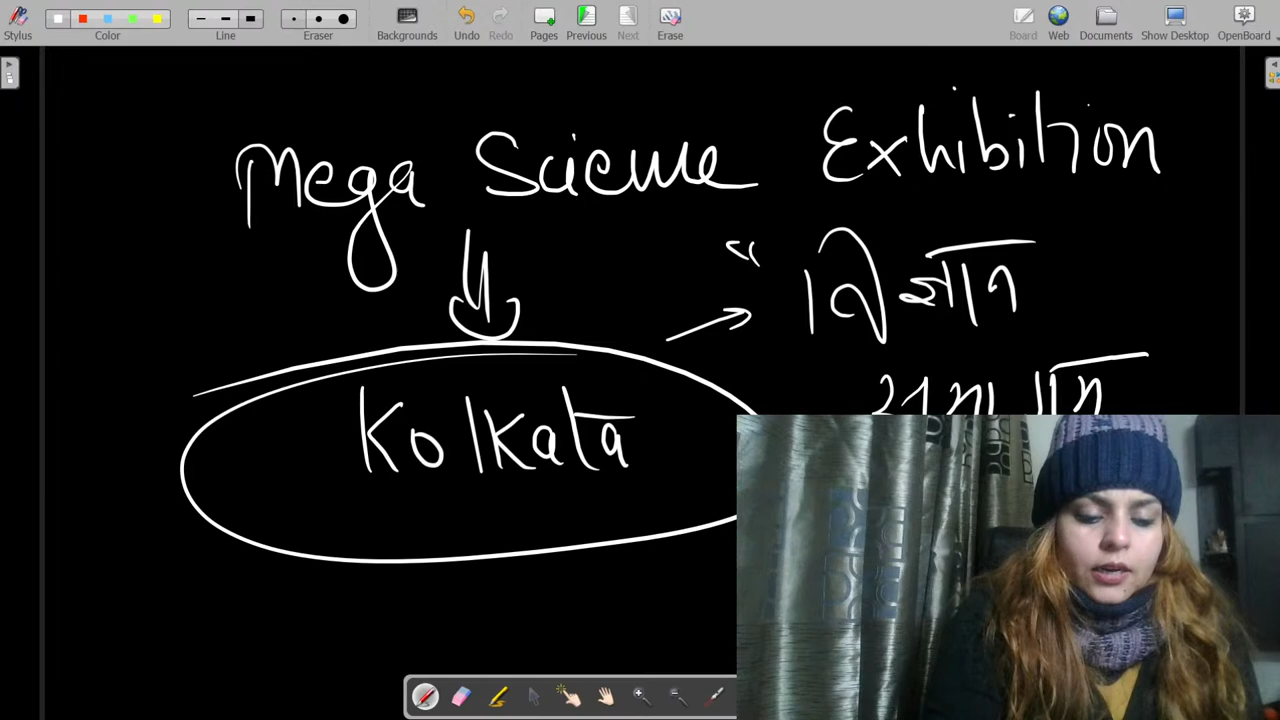 Stylus
Color
Line
Eraser
Backgrounds
Undo
Redo
Pages
Previous
Next
Erase
Board
Web
Documents
Show Desktop
OpenBoard
Mega Science Exhibition
"विज्ञान
Kolkata